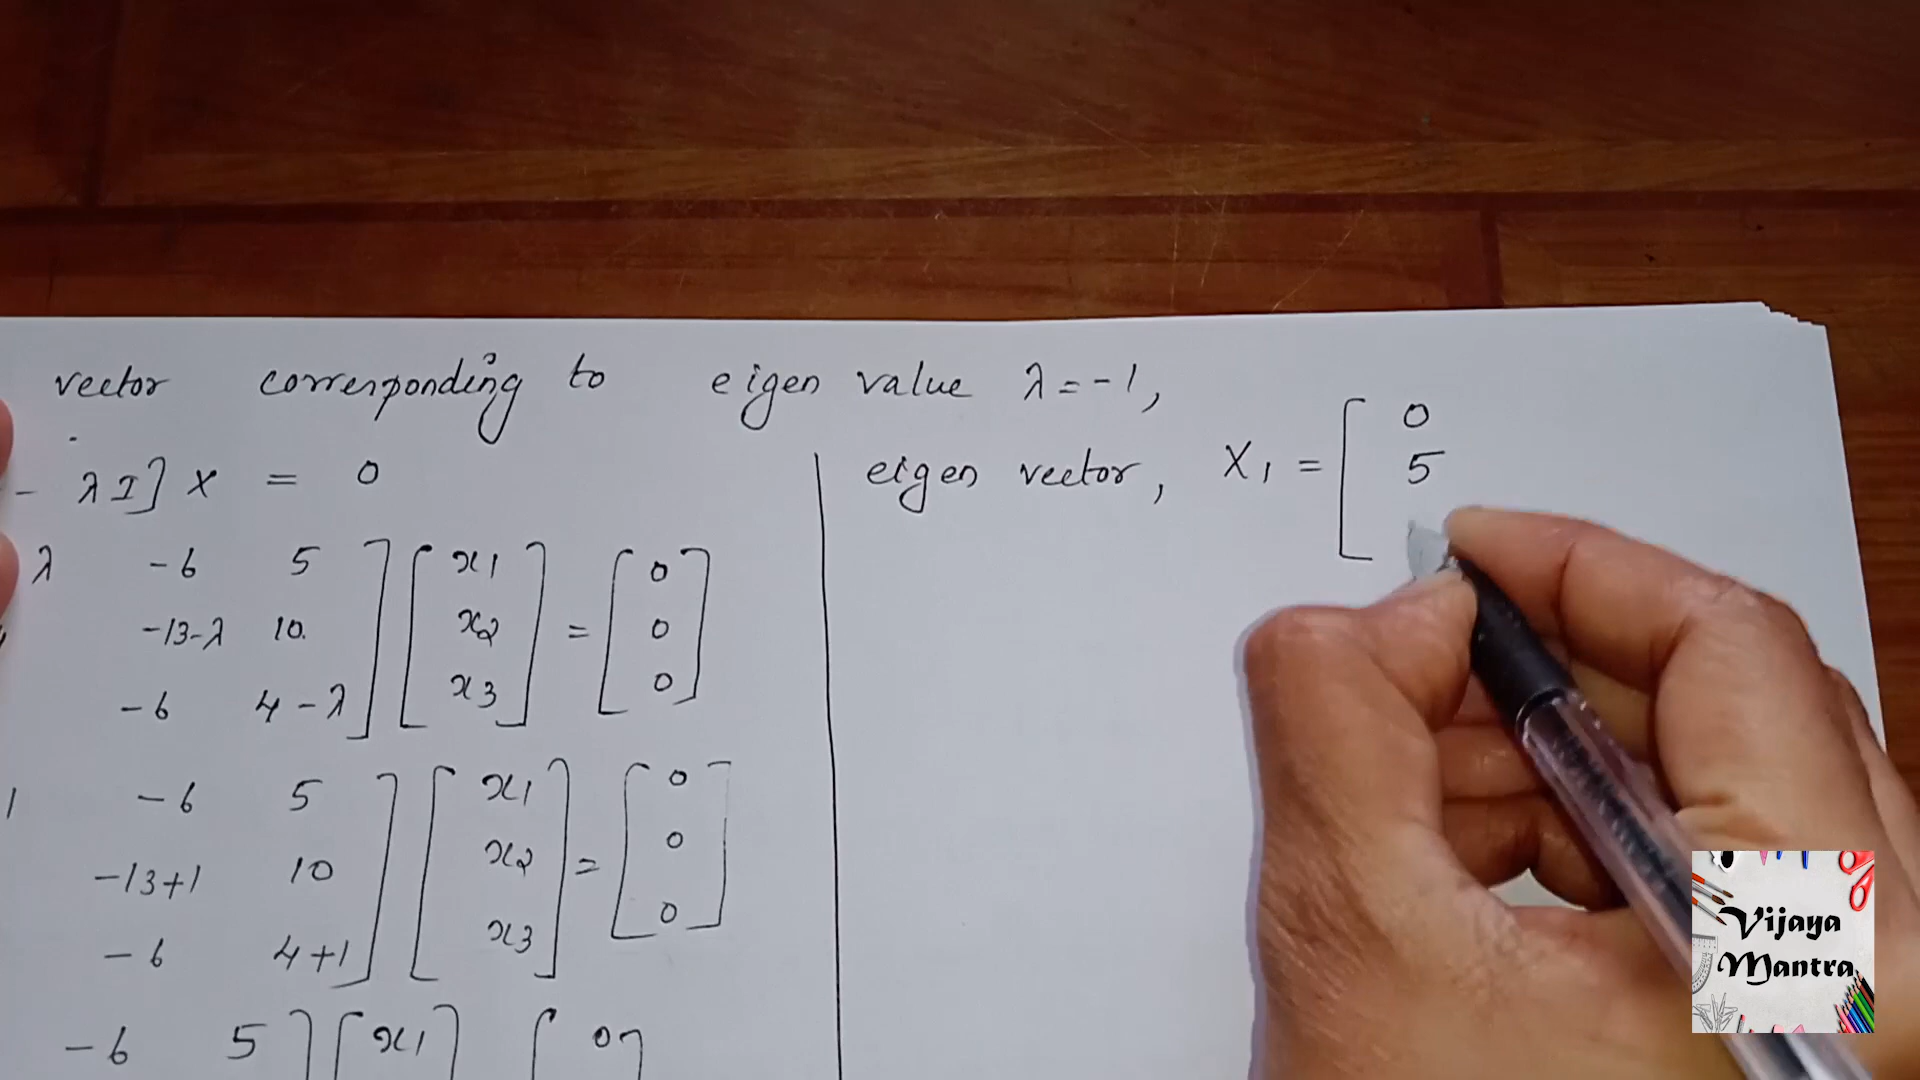 vector corresponding to eigen value λ = -1,
- λI] X = 0
λ -6 5 ] [ x1 ] = [ 0 ]
-13-λ 10 x2 0
-6 4-λ x3 0
1 -6 5 ] [ x1 ] = [ 0 ]
-13+1 10 x2 0
-6 4+1 x3 0
-6 5 ] [ x1 ] [ 0 ]
eigen vector, X1 = [ 0
5
Vijaya
Mantra